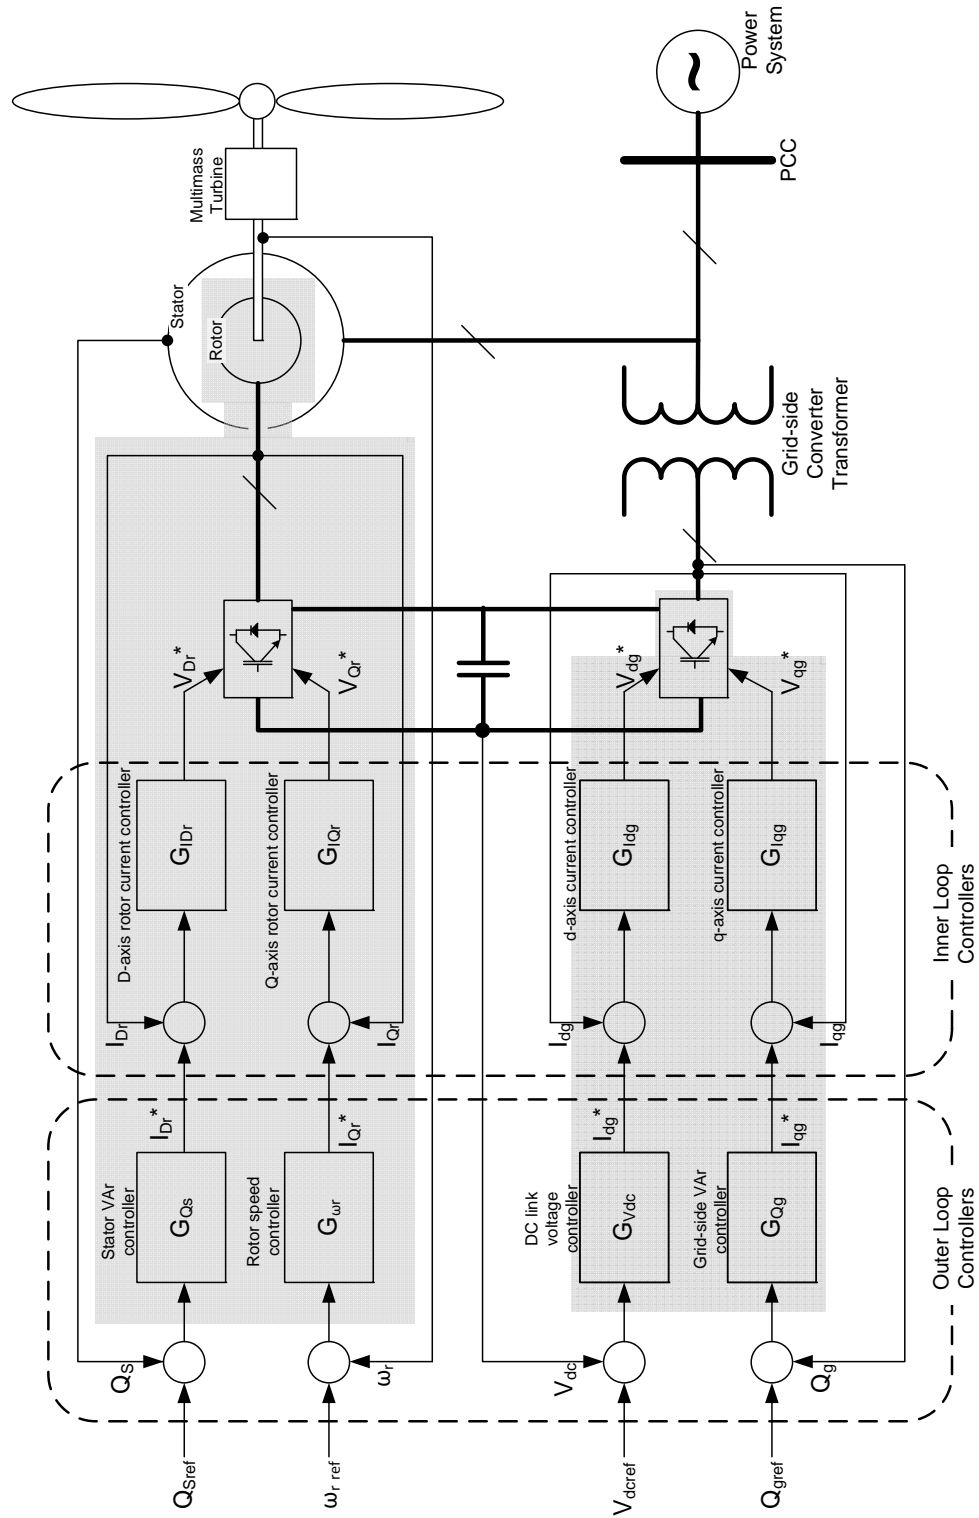 Multimass
Turbine
Stator
Rotor
Power
System
~
PCC
Grid-side
Converter
Transformer
V_Dr*
V_Qr*
V_dg*
V_qg*
D-axis rotor current controller
G_IDr
Q-axis rotor current controller
G_IQr
d-axis current controller
G_Idg
q-axis current controller
G_Iqg
I_Dr
I_Qr
I_dg
I_qg
Inner Loop
Controllers
I_Dr*
I_Qr*
I_dg*
I_qg*
Stator VAr
controller
G_Qs
Rotor speed
controller
G_ωr
DC link
voltage
controller
G_Vdc
Grid-side VAr
controller
G_Qg
Outer Loop
Controllers
Q_S
ω_r
V_dc
Q_g
Q_Sref
ω_r ref
V_dcref
Q_gref